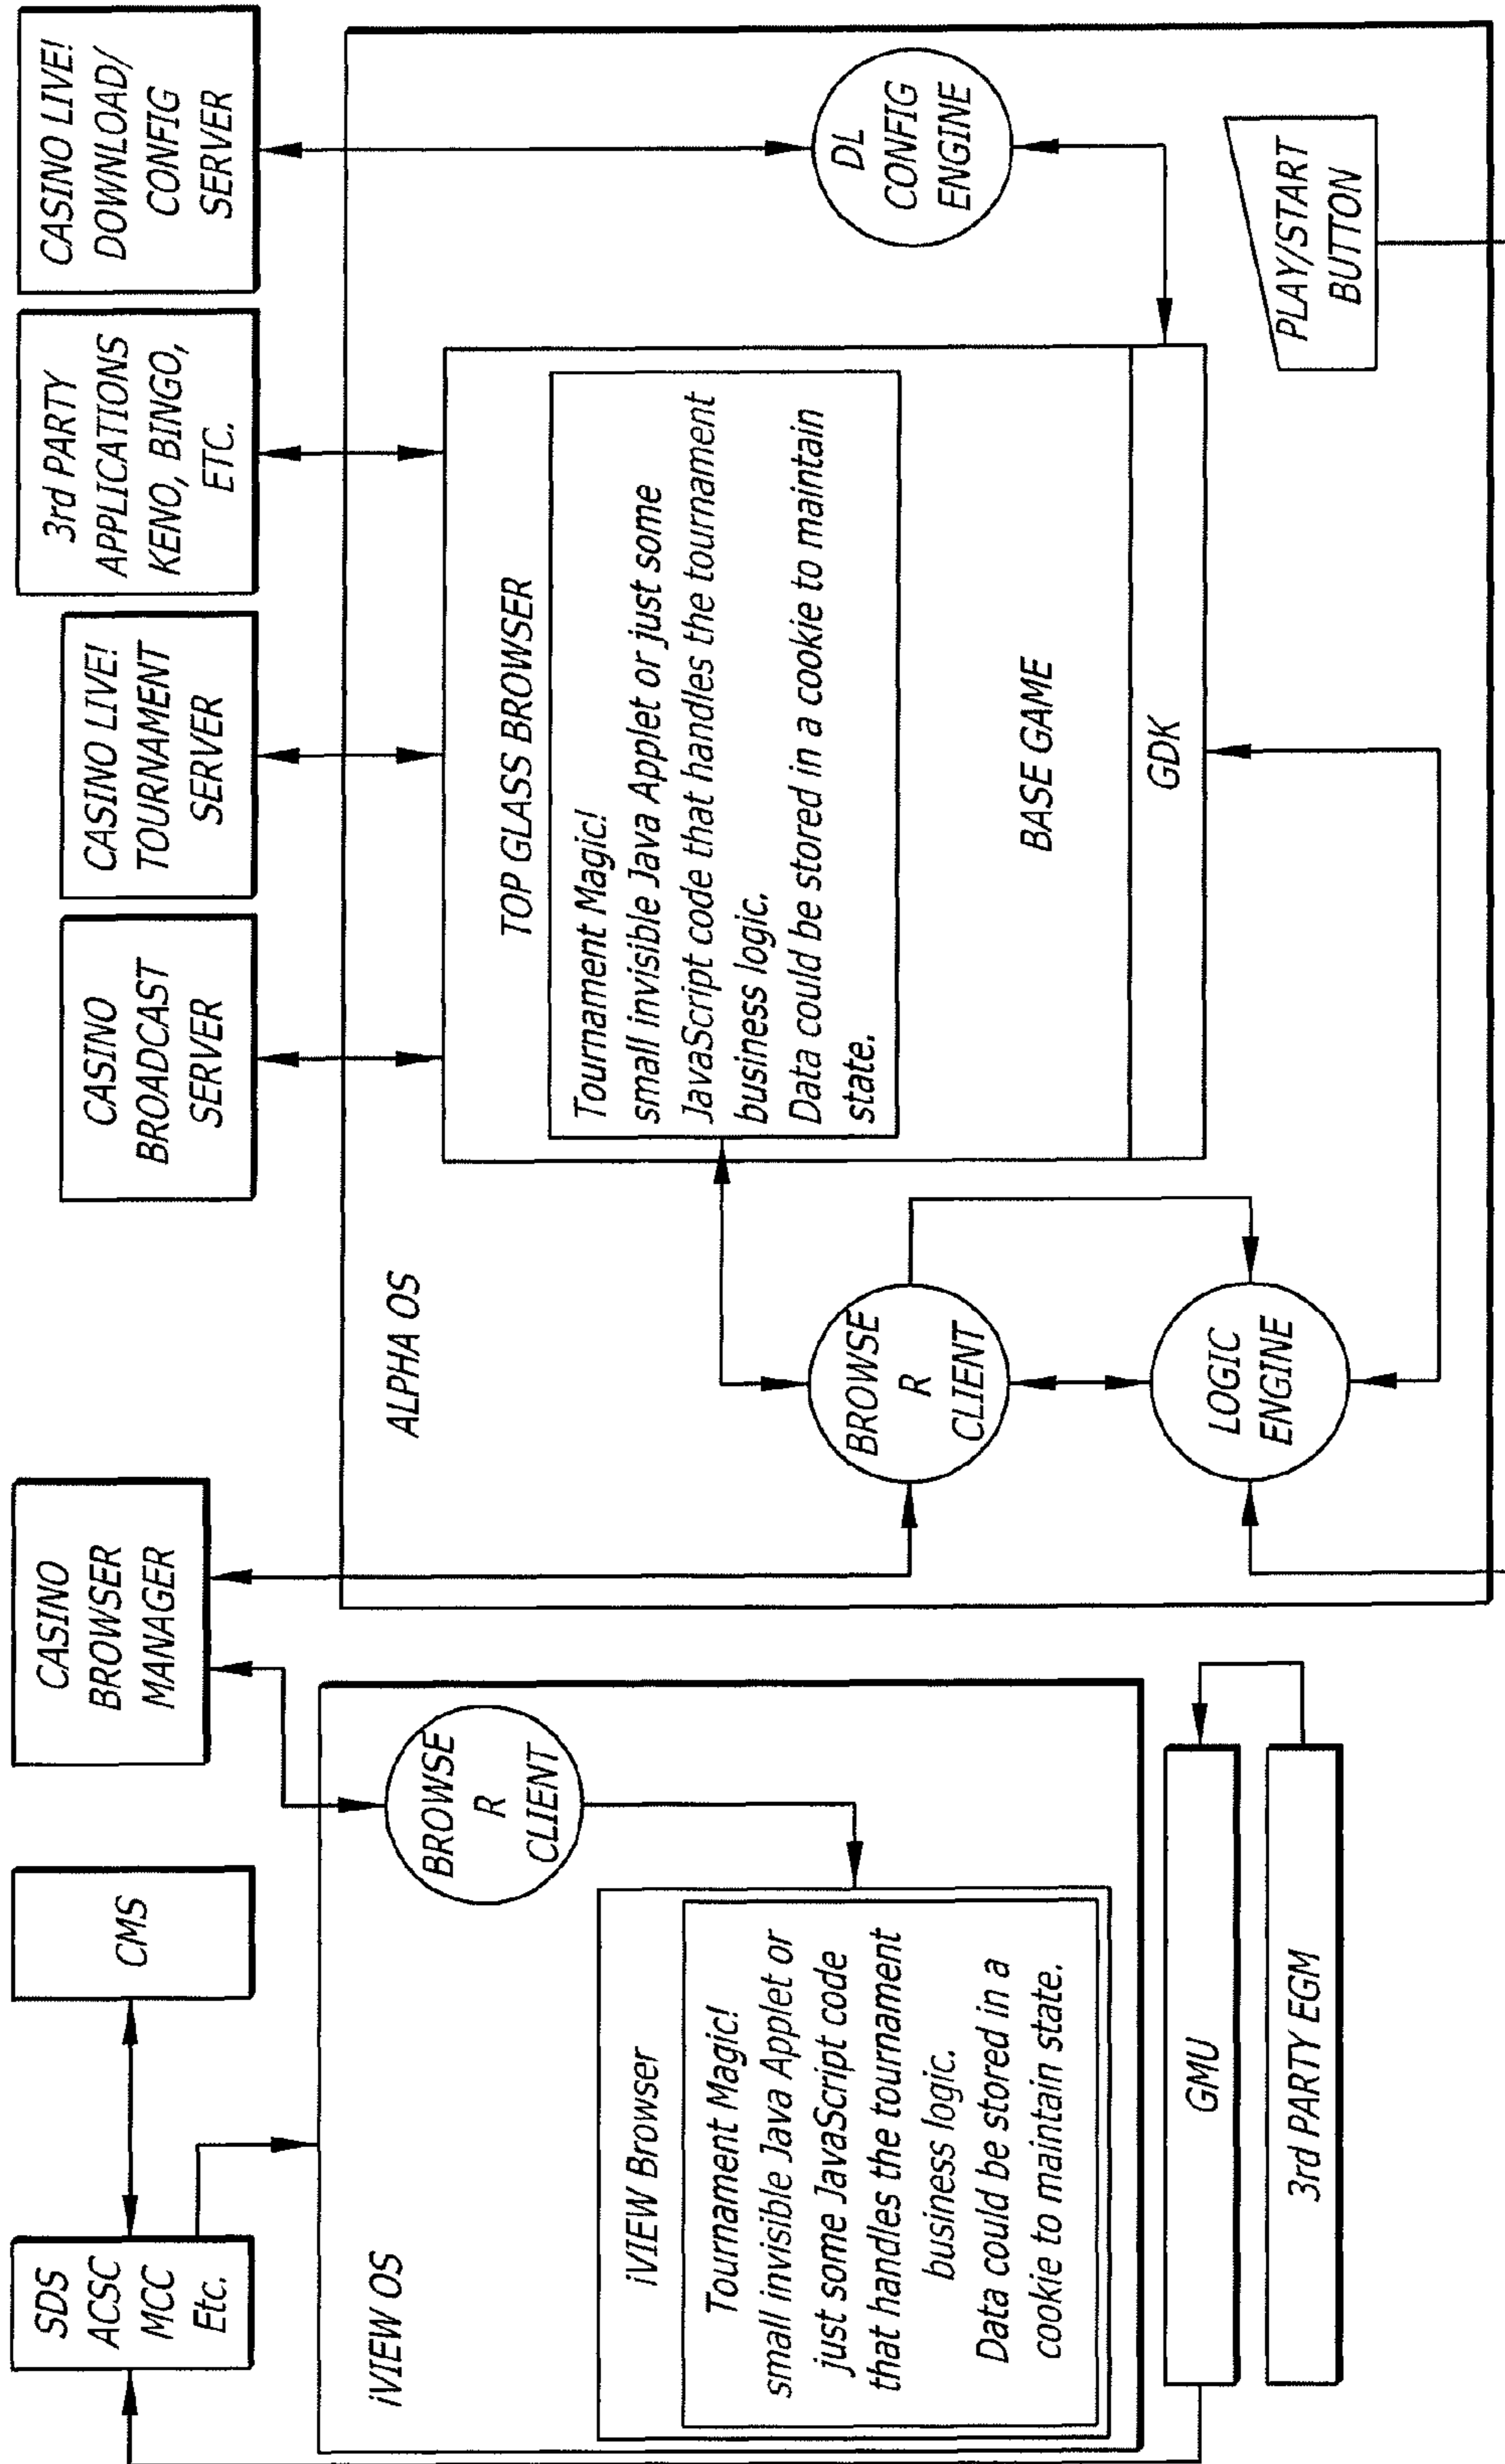 SDS
ACSC
MCC
Etc.
CMS
CASINO
BROWSER
MANAGER
CASINO
BROADCAST
SERVER
CASINO LIVE!
TOURNAMENT
SERVER
3rd PARTY
APPLICATIONS
KENO, BINGO,
ETC.
CASINO LIVE!
DOWNLOAD/
CONFIG
SERVER
iVIEW OS
BROWSE
R
CLIENT
iVIEW Browser
Tournament Magic!
small invisible Java Applet or
just some JavaScript code
that handles the tournament
business logic.
Data could be stored in a
cookie to maintain state.
GMU
3rd PARTY EGM
ALPHA OS
BROWSE
R
CLIENT
LOGIC
ENGINE
TOP GLASS BROWSER
Tournament Magic!
small invisible Java Applet or just some
JavaScript code that handles the tournament
business logic.
Data could be stored in a cookie to maintain
state.
BASE GAME
GDK
DL
CONFIG
ENGINE
PLAY/START
BUTTON